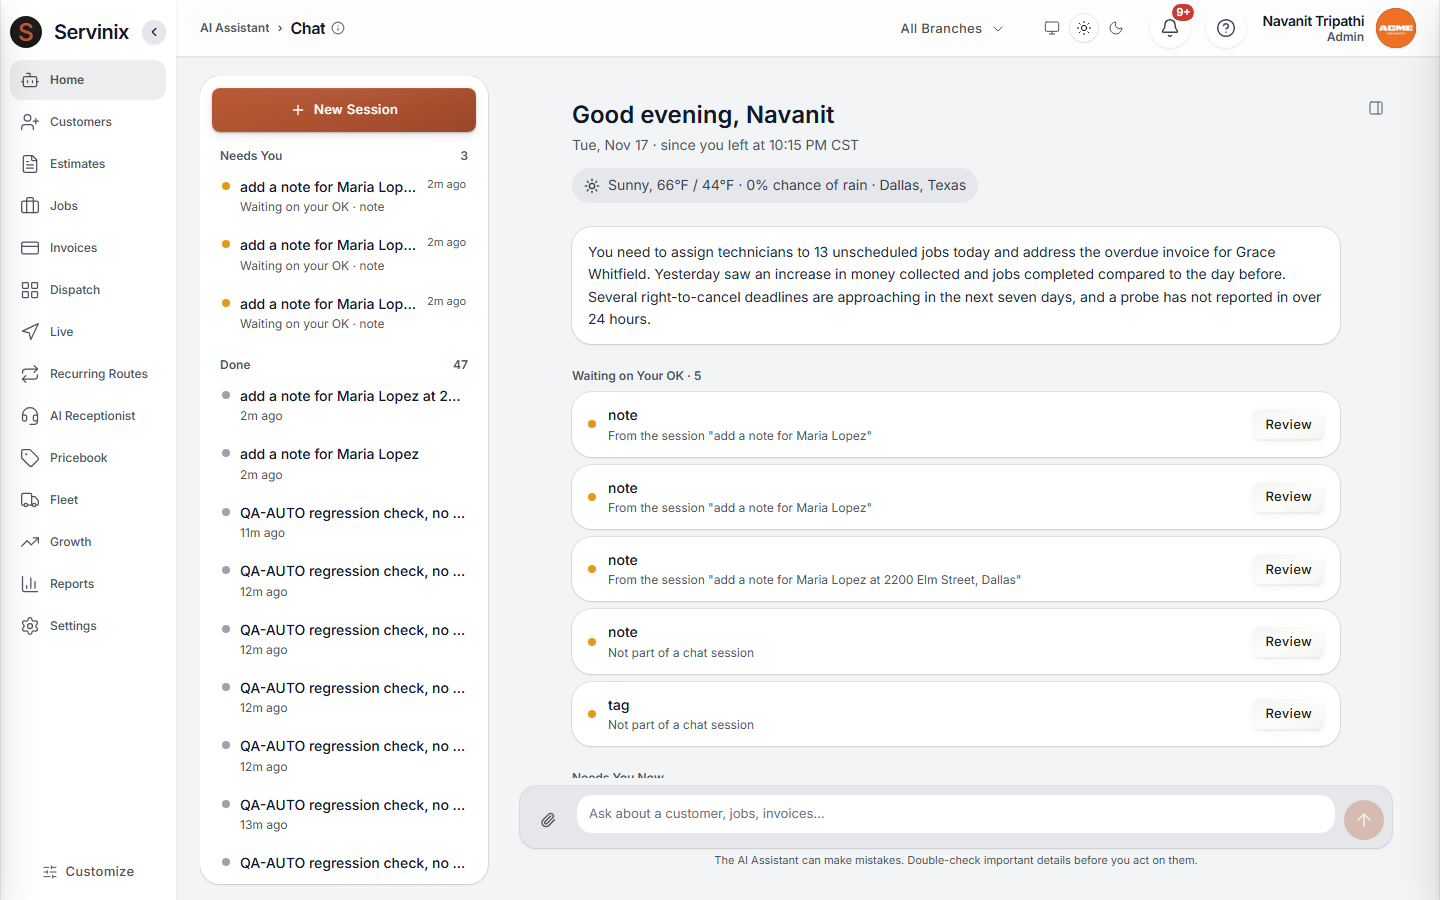 S Servinix
Home
Customers
Estimates
Jobs
Invoices
Dispatch
Live
Recurring Routes
AI Receptionist
Pricebook
Fleet
Growth
Reports
Settings
Customize
AI Assistant › Chat
All Branches
9+
Navanit Tripathi
Admin
ACME
New Session
Needs You 3
add a note for Maria Lop... 2m ago
Waiting on your OK · note
add a note for Maria Lop... 2m ago
Waiting on your OK · note
add a note for Maria Lop... 2m ago
Waiting on your OK · note
Done 47
add a note for Maria Lopez at 2...
2m ago
add a note for Maria Lopez
2m ago
QA-AUTO regression check, no ...
11m ago
QA-AUTO regression check, no ...
12m ago
QA-AUTO regression check, no ...
12m ago
QA-AUTO regression check, no ...
12m ago
QA-AUTO regression check, no ...
12m ago
QA-AUTO regression check, no ...
13m ago
QA-AUTO regression check, no ...
Good evening, Navanit
Tue, Nov 17 · since you left at 10:15 PM CST
Sunny, 66°F / 44°F · 0% chance of rain · Dallas, Texas
You need to assign technicians to 13 unscheduled jobs today and address the overdue invoice for Grace
Whitfield. Yesterday saw an increase in money collected and jobs completed compared to the day before.
Several right-to-cancel deadlines are approaching in the next seven days, and a probe has not reported in over
24 hours.
Waiting on Your OK · 5
note
From the session "add a note for Maria Lopez"
Review
note
From the session "add a note for Maria Lopez"
Review
note
From the session "add a note for Maria Lopez at 2200 Elm Street, Dallas"
Review
note
Not part of a chat session
Review
tag
Not part of a chat session
Review
Needs You Now
Ask about a customer, jobs, invoices...
The AI Assistant can make mistakes. Double-check important details before you act on them.